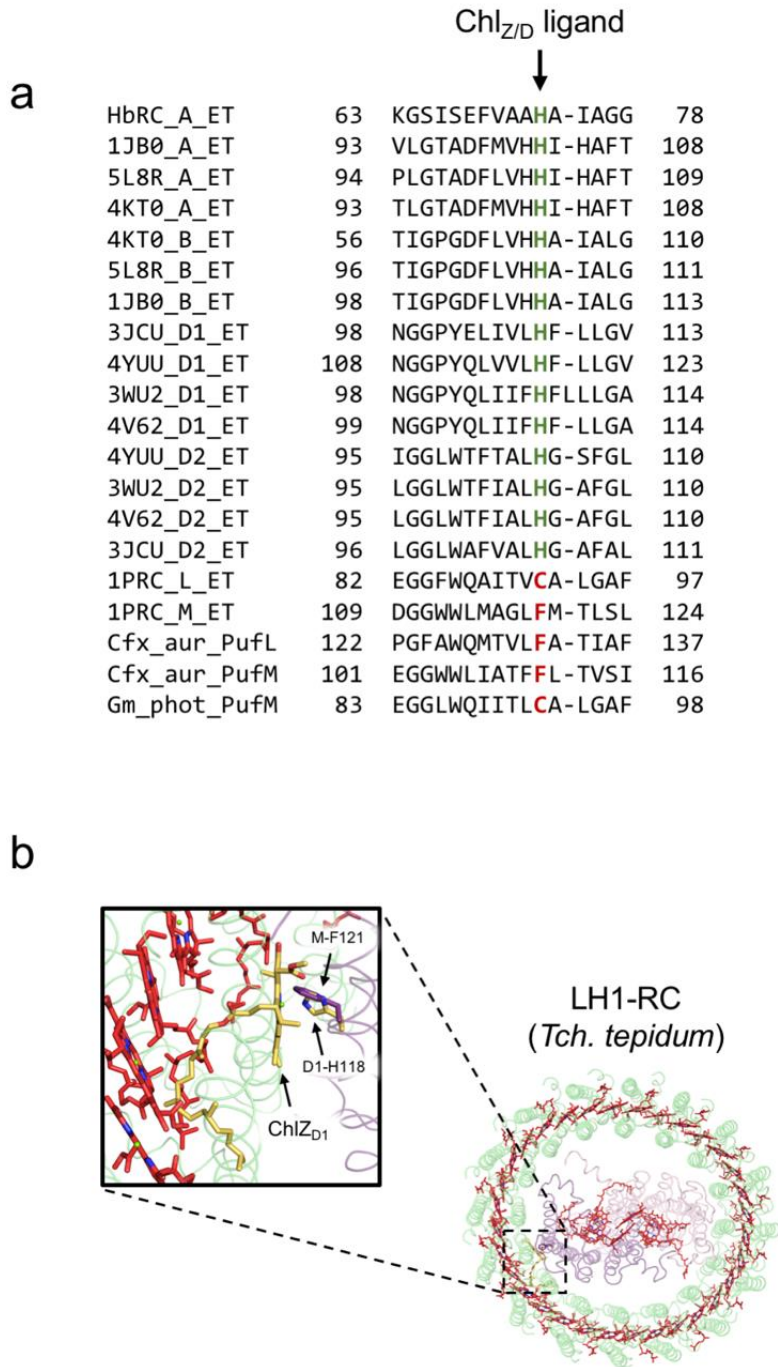 Chl_Z/D ligand
a
HbRC_A_ET 63 KGSISEFVAAHA-IAGG 78
1JB0_A_ET 93 VLGTADFMVHHI-HAFT 108
5L8R_A_ET 94 PLGTADFLVHHI-HAFT 109
4KT0_A_ET 93 TLGTADFMVHHI-HAFT 108
4KT0_B_ET 56 TIGPGDFLVHHA-IALG 110
5L8R_B_ET 96 TIGPGDFLVHHA-IALG 111
1JB0_B_ET 98 TIGPGDFLVHHA-IALG 113
3JCU_D1_ET 98 NGGPYELIVLHF-LLGV 113
4YUU_D1_ET 108 NGGPYQLVVLHF-LLGV 123
3WU2_D1_ET 98 NGGPYQLIIFHFLLLGA 114
4V62_D1_ET 99 NGGPYQLIIFHF-LLGA 114
4YUU_D2_ET 95 IGGLWTFTALHG-SFGL 110
3WU2_D2_ET 95 LGGLWTFIALHG-AFGL 110
4V62_D2_ET 95 LGGLWTFIALHG-AFGL 110
3JCU_D2_ET 96 LGGLWAFVALHG-AFAL 111
1PRC_L_ET 82 EGGFWQAITVCA-LGAF 97
1PRC_M_ET 109 DGGWWLMAGLFM-TLSL 124
Cfx_aur_PufL 122 PGFAWQMTVLFA-TIAF 137
Cfx_aur_PufM 101 EGGWWLIATFFL-TVSI 116
Gm_phot_PufM 83 EGGLWQIITLCA-LGAF 98
b
M-F121
D1-H118
ChlZ_D1
LH1-RC
(Tch. tepidum)